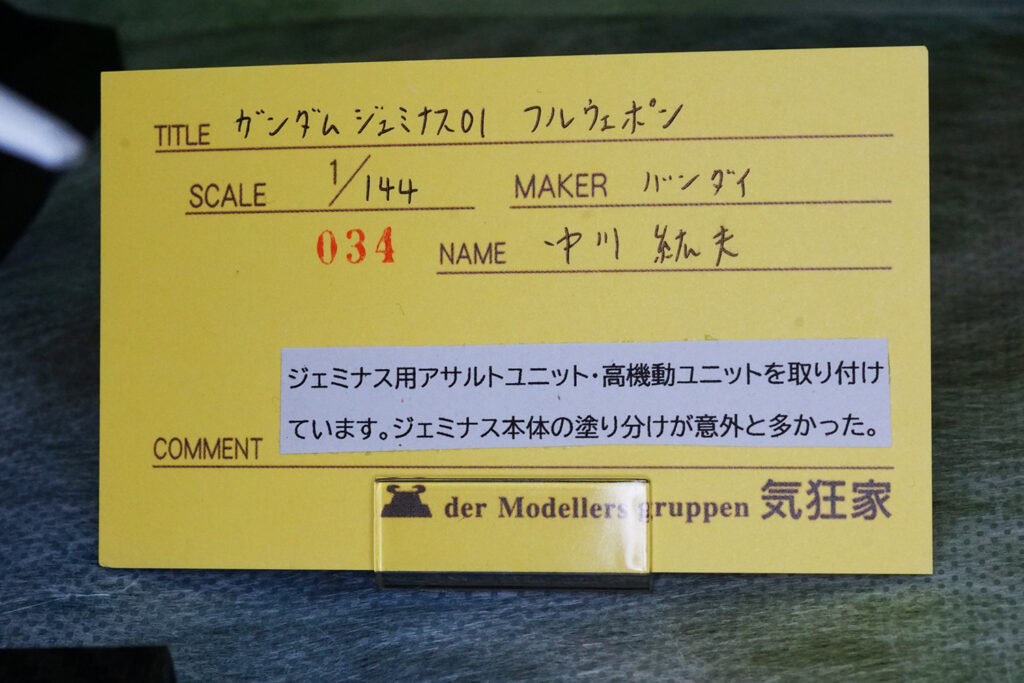 TITLE ガンダムジェミナス01 フルウェポン
SCALE 1/144 MAKER バンダイ
034 NAME 中川 紘夫
ジェミナス用アサルトユニット・高機動ユニットを取り付け
ています。ジェミナス本体の塗り分けが意外と多かった。
COMMENT
der Modellers gruppen 気狂家